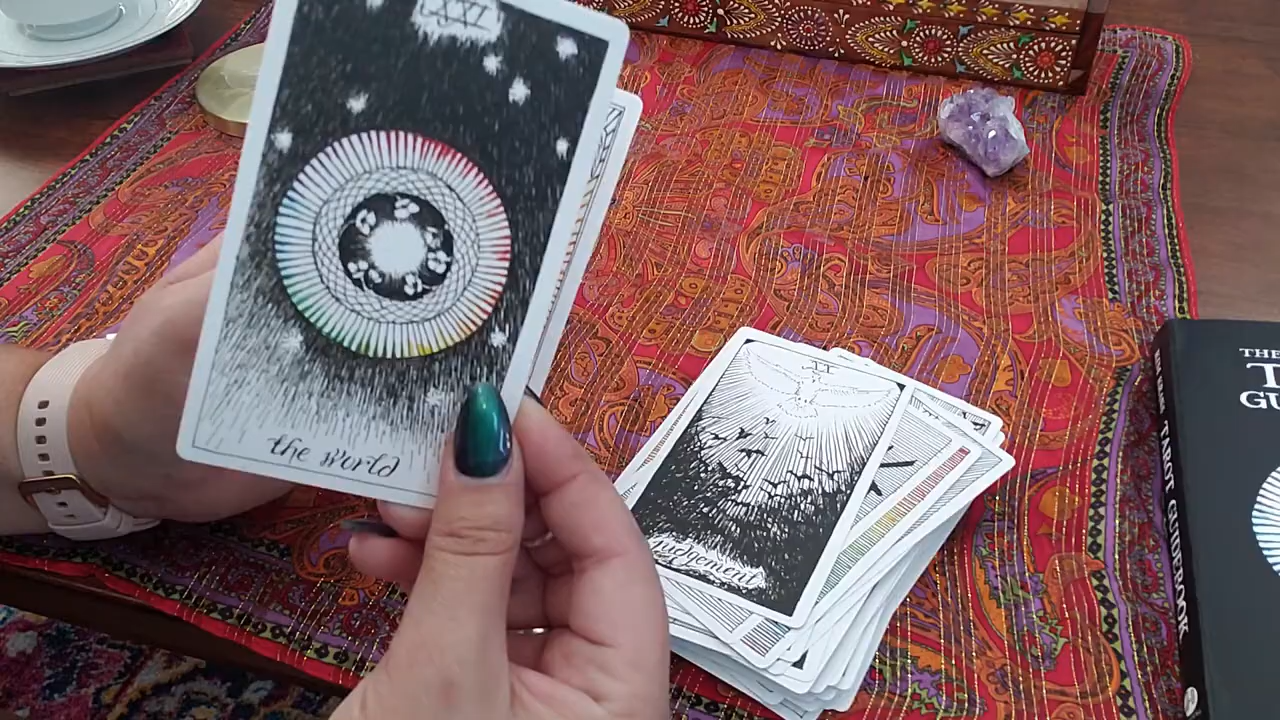 XXI
the world
XX
Judgement
THE
T
GU
TAROT GUIDEBOOK